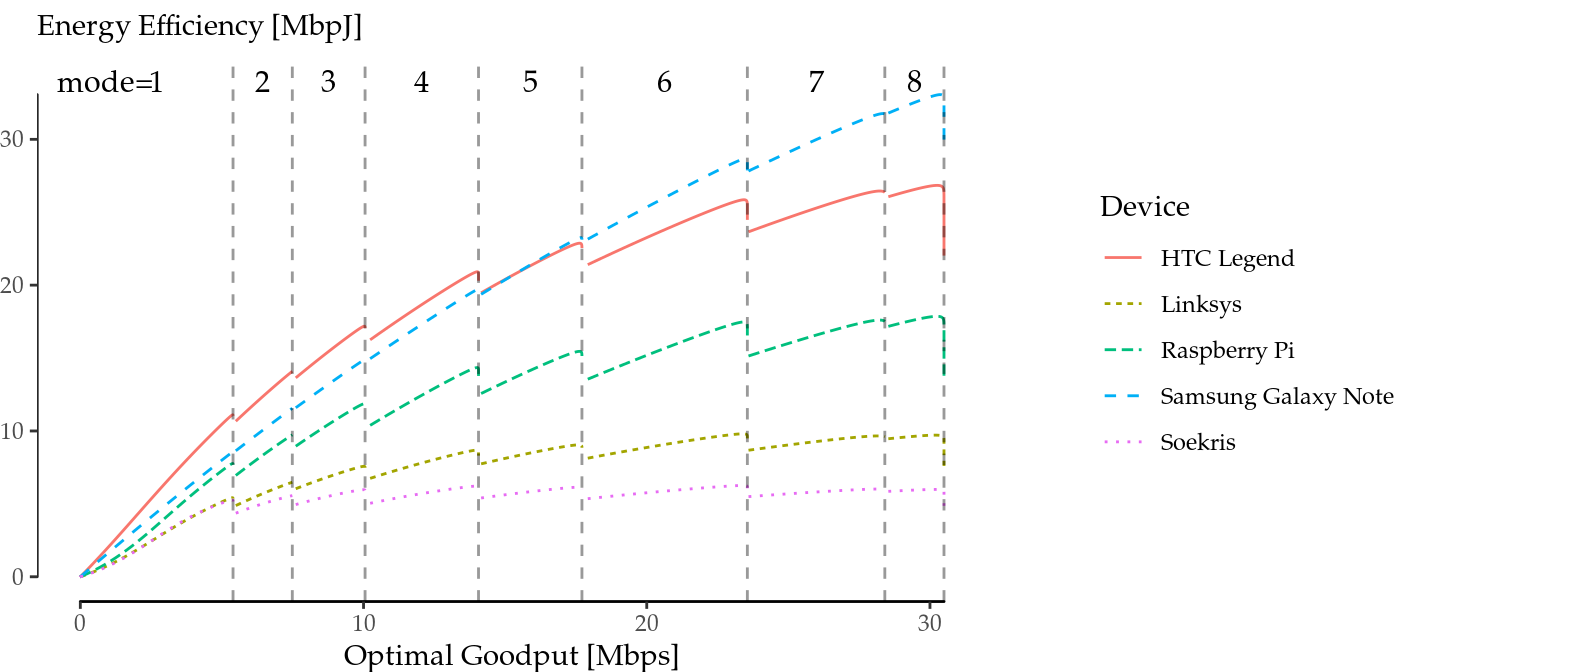 Energy Efficiency [MbpJ]
mode=1 2 3 4 5 6 7 8
30
20
10
0
0 10 20 30
Optimal Goodput [Mbps]
Device
HTC Legend
Linksys
Raspberry Pi
Samsung Galaxy Note
Soekris